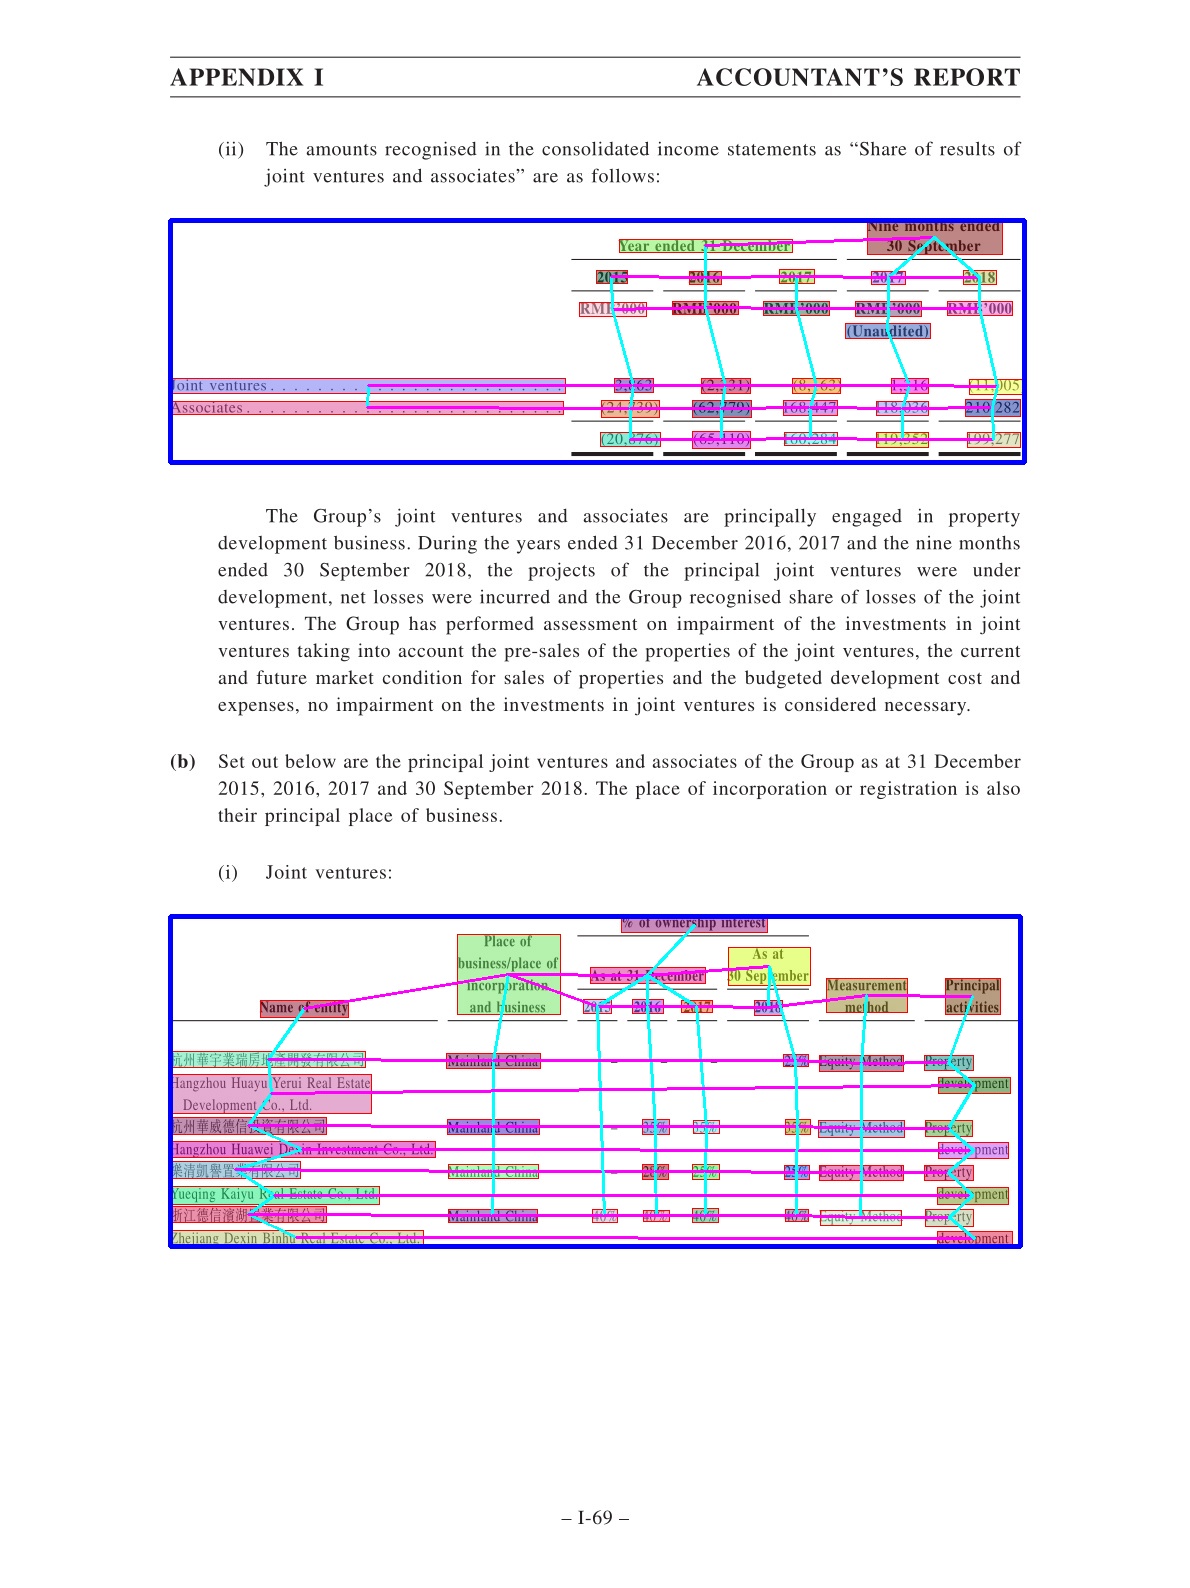 APPENDIX I ACCOUNTANT'S REPORT
(ii) The amounts recognised in the consolidated income statements as “Share of results of
joint ventures and associates” are as follows:
Nine months ended
Year ended 31 December 30 September
2015 2016 2017 2017 2018
RMB'000 RMB'000 RMB'000 RMB'000 RMB'000
(Unaudited)
Joint ventures . . . . . . . . . . . . . . . . . . . . . . . . . 3,863 (2,331) (8,163) 1,316 (11,005)
Associates . . . . . . . . . . . . . . . . . . . . . . . . . . . (24,739) (62,779) 168,447 118,036 210,282
(20,876) (65,110) 160,284 119,352 199,277
The Group's joint ventures and associates are principally engaged in property
development business. During the years ended 31 December 2016, 2017 and the nine months
ended 30 September 2018, the projects of the principal joint ventures were under
development, net losses were incurred and the Group recognised share of losses of the joint
ventures. The Group has performed assessment on impairment of the investments in joint
ventures taking into account the pre-sales of the properties of the joint ventures, the current
and future market condition for sales of properties and the budgeted development cost and
expenses, no impairment on the investments in joint ventures is considered necessary.
(b) Set out below are the principal joint ventures and associates of the Group as at 31 December
2015, 2016, 2017 and 30 September 2018. The place of incorporation or registration is also
their principal place of business.
(i) Joint ventures:
% of ownership interest
Place of
business/place of As at
incorporation As at 31 December 30 September Measurement Principal
Name of entity and business 2015 2016 2017 2018 method activities
杭州華宇業瑞房地產開發有限公司 Mainland China – – – Equity Method Property
Hangzhou Huayu Yerui Real Estate development
Development Co., Ltd.
杭州華威德信投資有限公司 Mainland China – 35% 35% 35% Equity Method Property
Hangzhou Huawei Dexin Investment Co., Ltd. development
樂清凱譽置業有限公司 Mainland China – 25% 25% Equity Method Property
Yueqing Kaiyu Real Estate Co., Ltd. development
浙江德信濱湖置業有限公司 Mainland China 40% 40% 40% 40% Equity Method Property
Zhejiang Dexin Binhu Real Estate Co., Ltd. development
– I-69 –